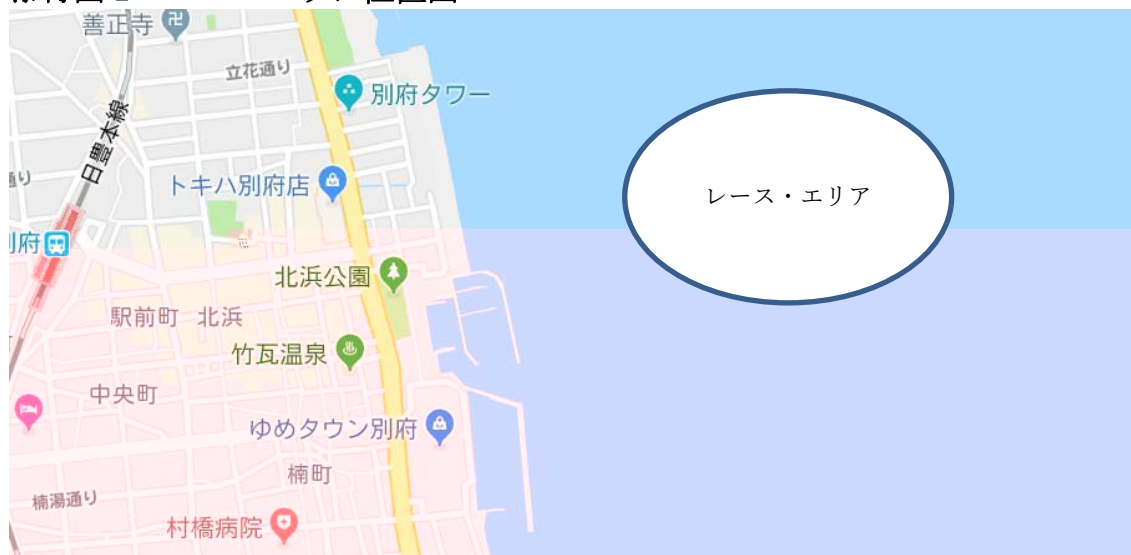 善正寺
立花通り
別府タワー
日豊本線
トキハ別府店
レース・エリア
北浜公園
駅前町
北浜
竹瓦温泉
中央町
ゆめタウン別府
楠町
楠湯通り
村橋病院